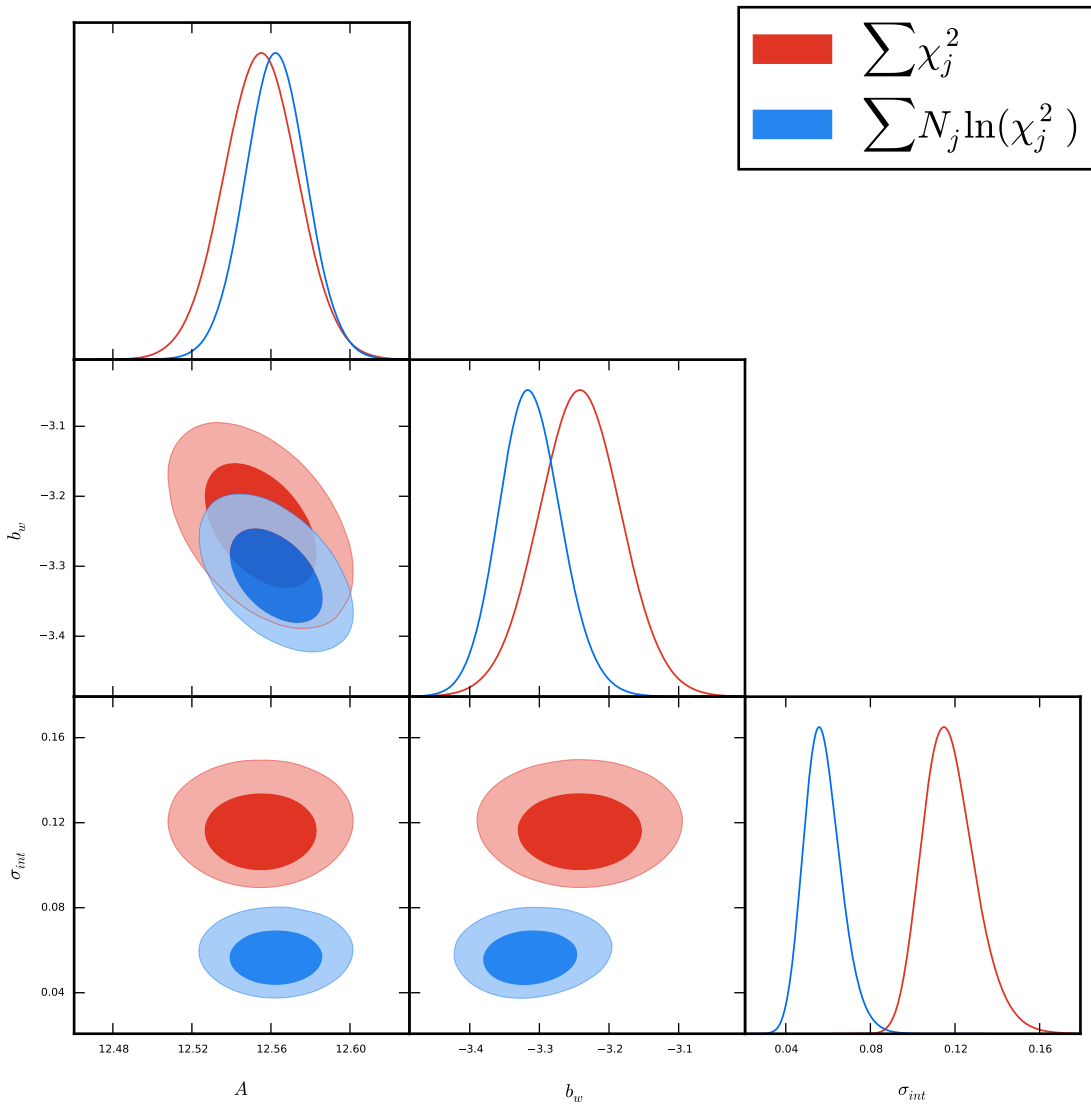 ∑χ_j^2
∑N_j ln(χ_j^2 )
−3.1
−3.2
−3.3
−3.4
b_w
0.16
0.12
0.08
0.04
σ_int
12.48 12.52 12.56 12.60
−3.4 −3.3 −3.2 −3.1
0.04 0.08 0.12 0.16
A b_w σ_int